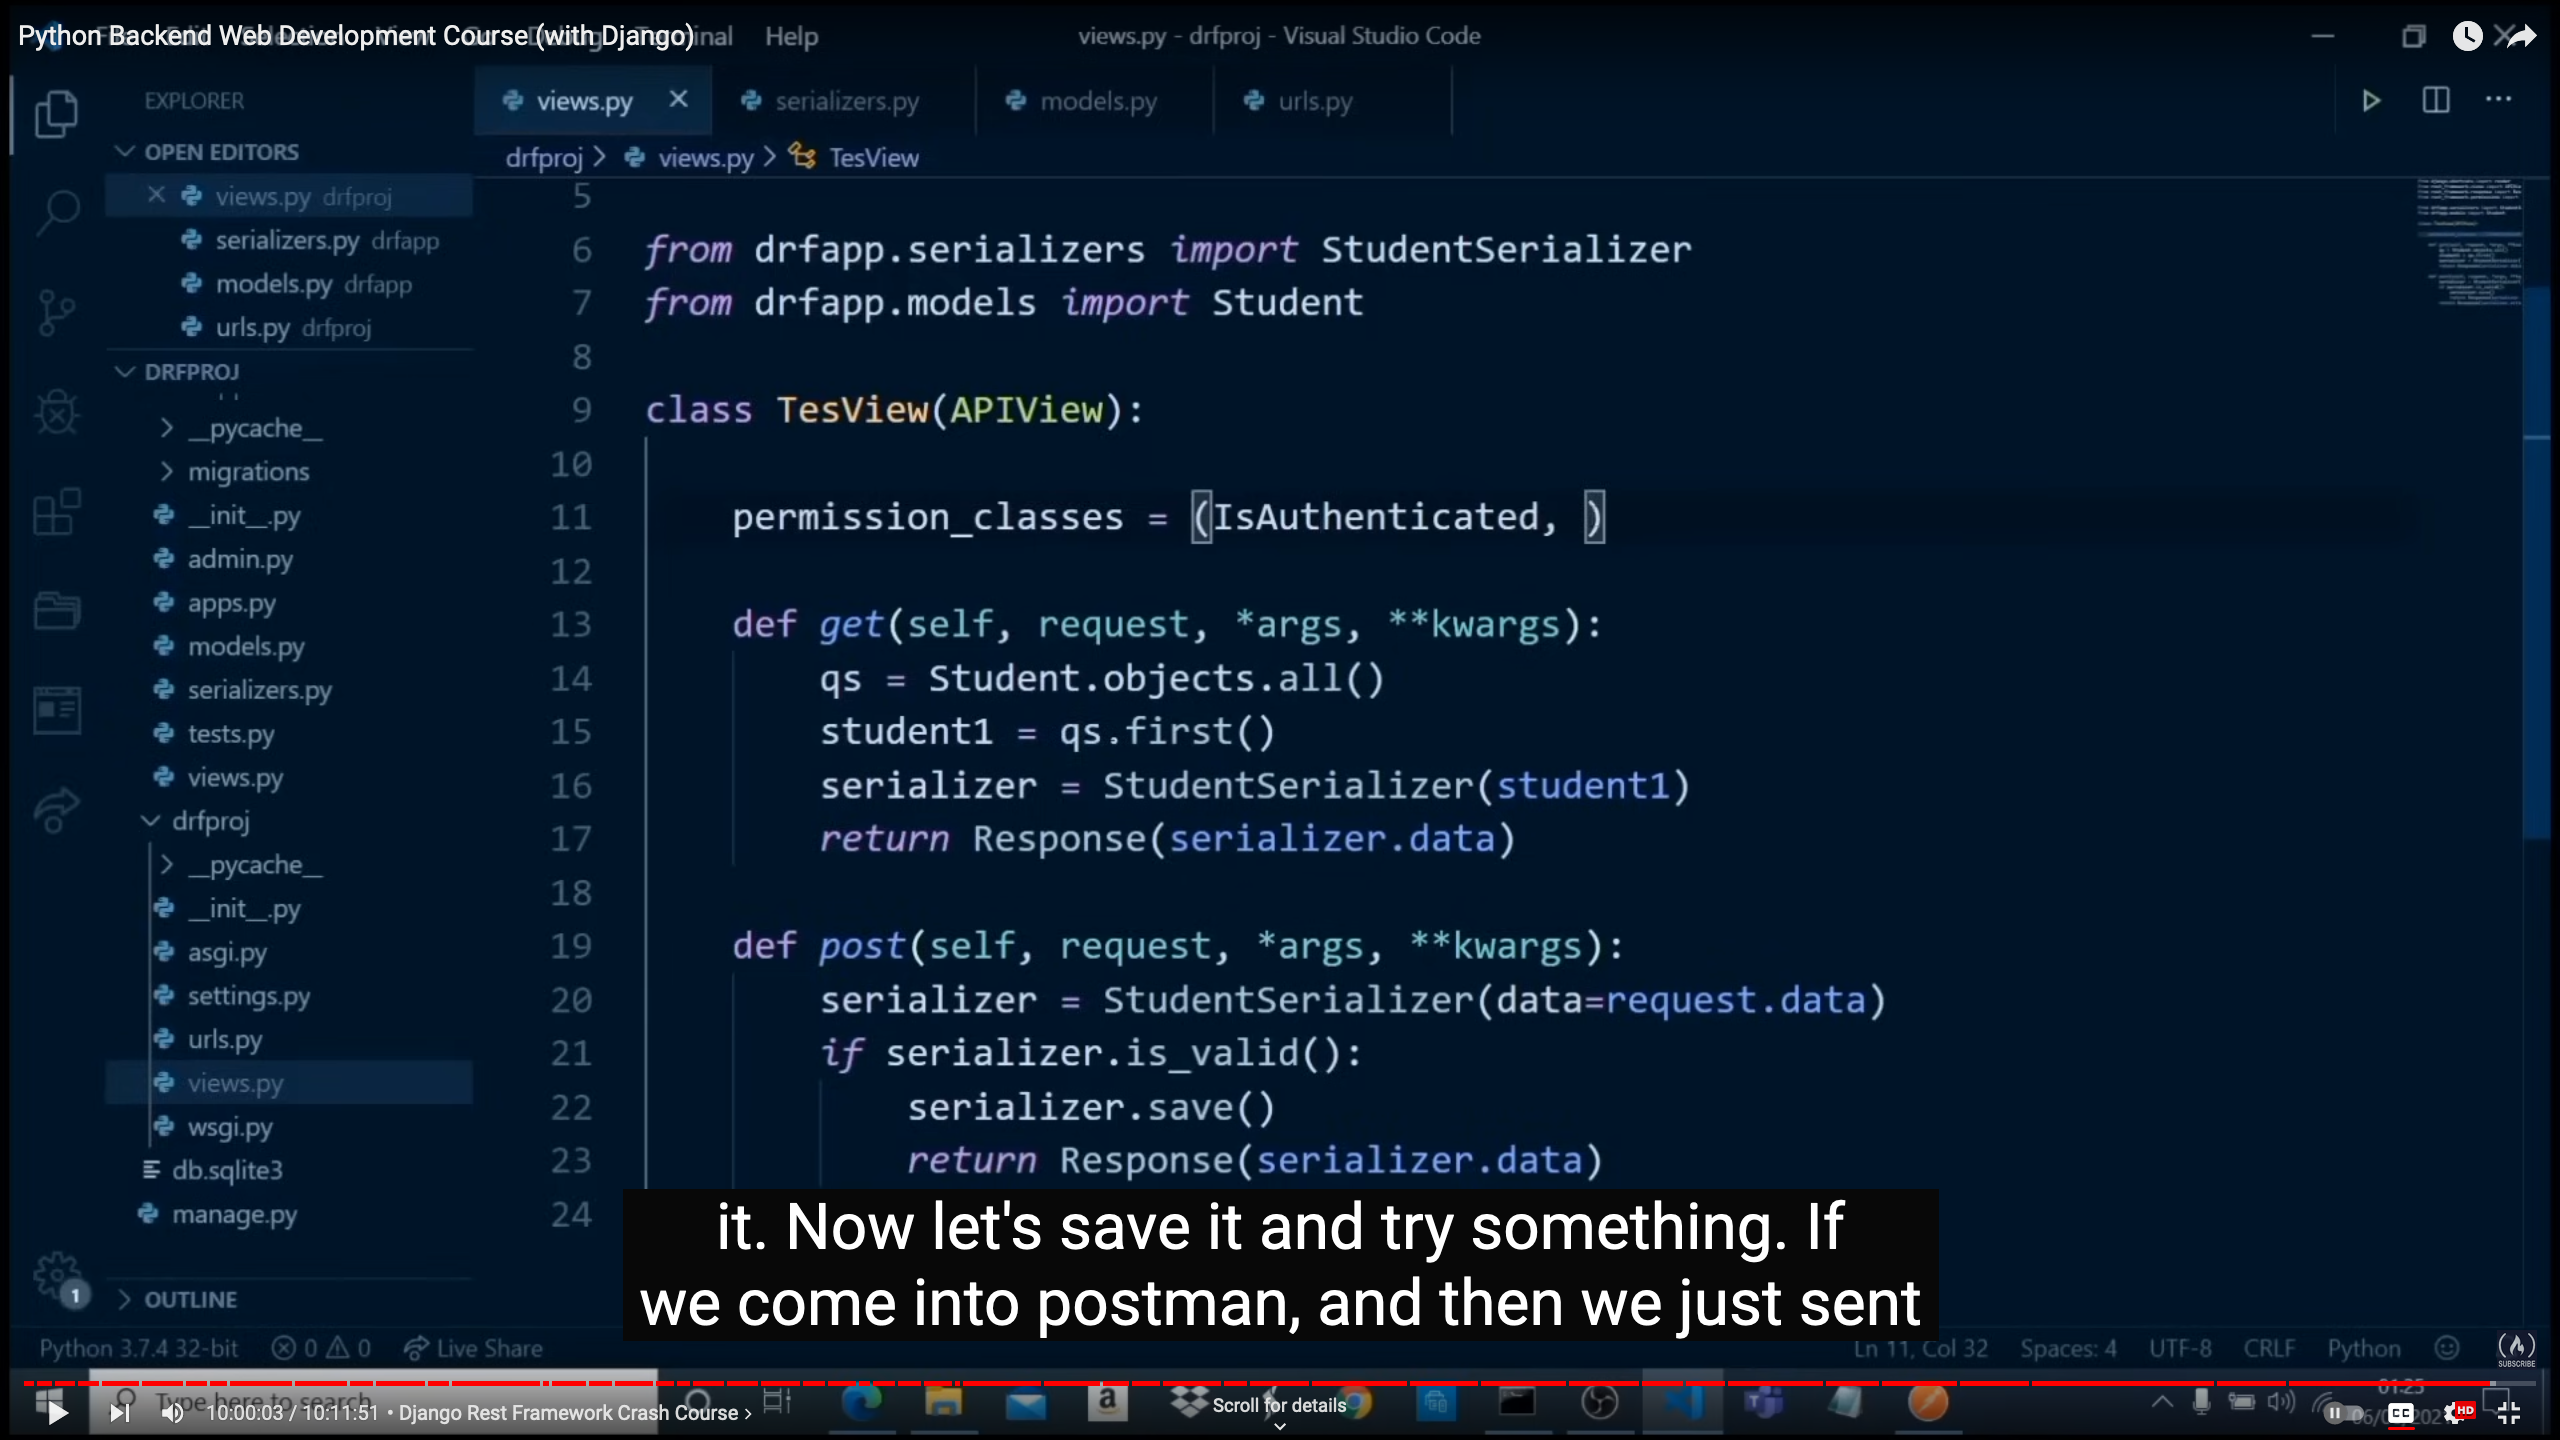 Python Backend Web Development Course (with Django)
Help
views.py - drfproj - Visual Studio Code
EXPLORER
views.py
serializers.py
models.py
urls.py
OPEN EDITORS
drfproj > views.py > TesView
views.py drfproj
serializers.py drfapp
models.py drfapp
urls.py drfproj
DRFPROJ
__pycache__
migrations
__init__.py
admin.py
apps.py
models.py
serializers.py
tests.py
views.py
drfproj
__pycache__
__init__.py
asgi.py
settings.py
urls.py
views.py
wsgi.py
db.sqlite3
manage.py
OUTLINE
5
6 from drfapp.serializers import StudentSerializer
7 from drfapp.models import Student
8
9 class TesView(APIView):
10
11 permission_classes = (IsAuthenticated, )
12
13 def get(self, request, *args, **kwargs):
14 qs = Student.objects.all()
15 student1 = qs.first()
16 serializer = StudentSerializer(student1)
17 return Response(serializer.data)
18
19 def post(self, request, *args, **kwargs):
20 serializer = StudentSerializer(data=request.data)
21 if serializer.is_valid():
22 serializer.save()
23 return Response(serializer.data)
24
it. Now let's save it and try something. If
we come into postman, and then we just sent
1
Python 3.7.4 32-bit 0 0 Live Share
Ln 11, Col 32 Spaces: 4 UTF-8 CRLF Python
SUBSCRIBE
Type here to search
01:25
10:00:03 / 10:11:51 • Django Rest Framework Crash Course >
Scroll for details
CC
HD